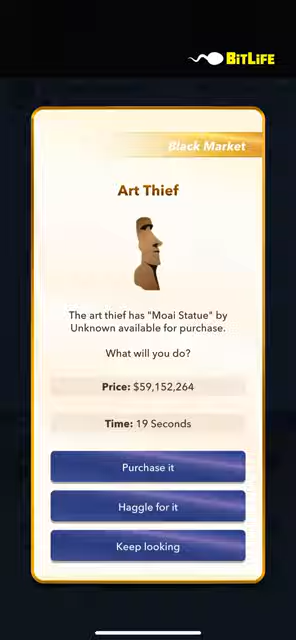 BitLife
Black Market
Art Thief
The art thief has "Moai Statue" by
Unknown available for purchase.
What will you do?
Price: $59,152,264
Time: 19 Seconds
Purchase it
Haggle for it
Keep looking